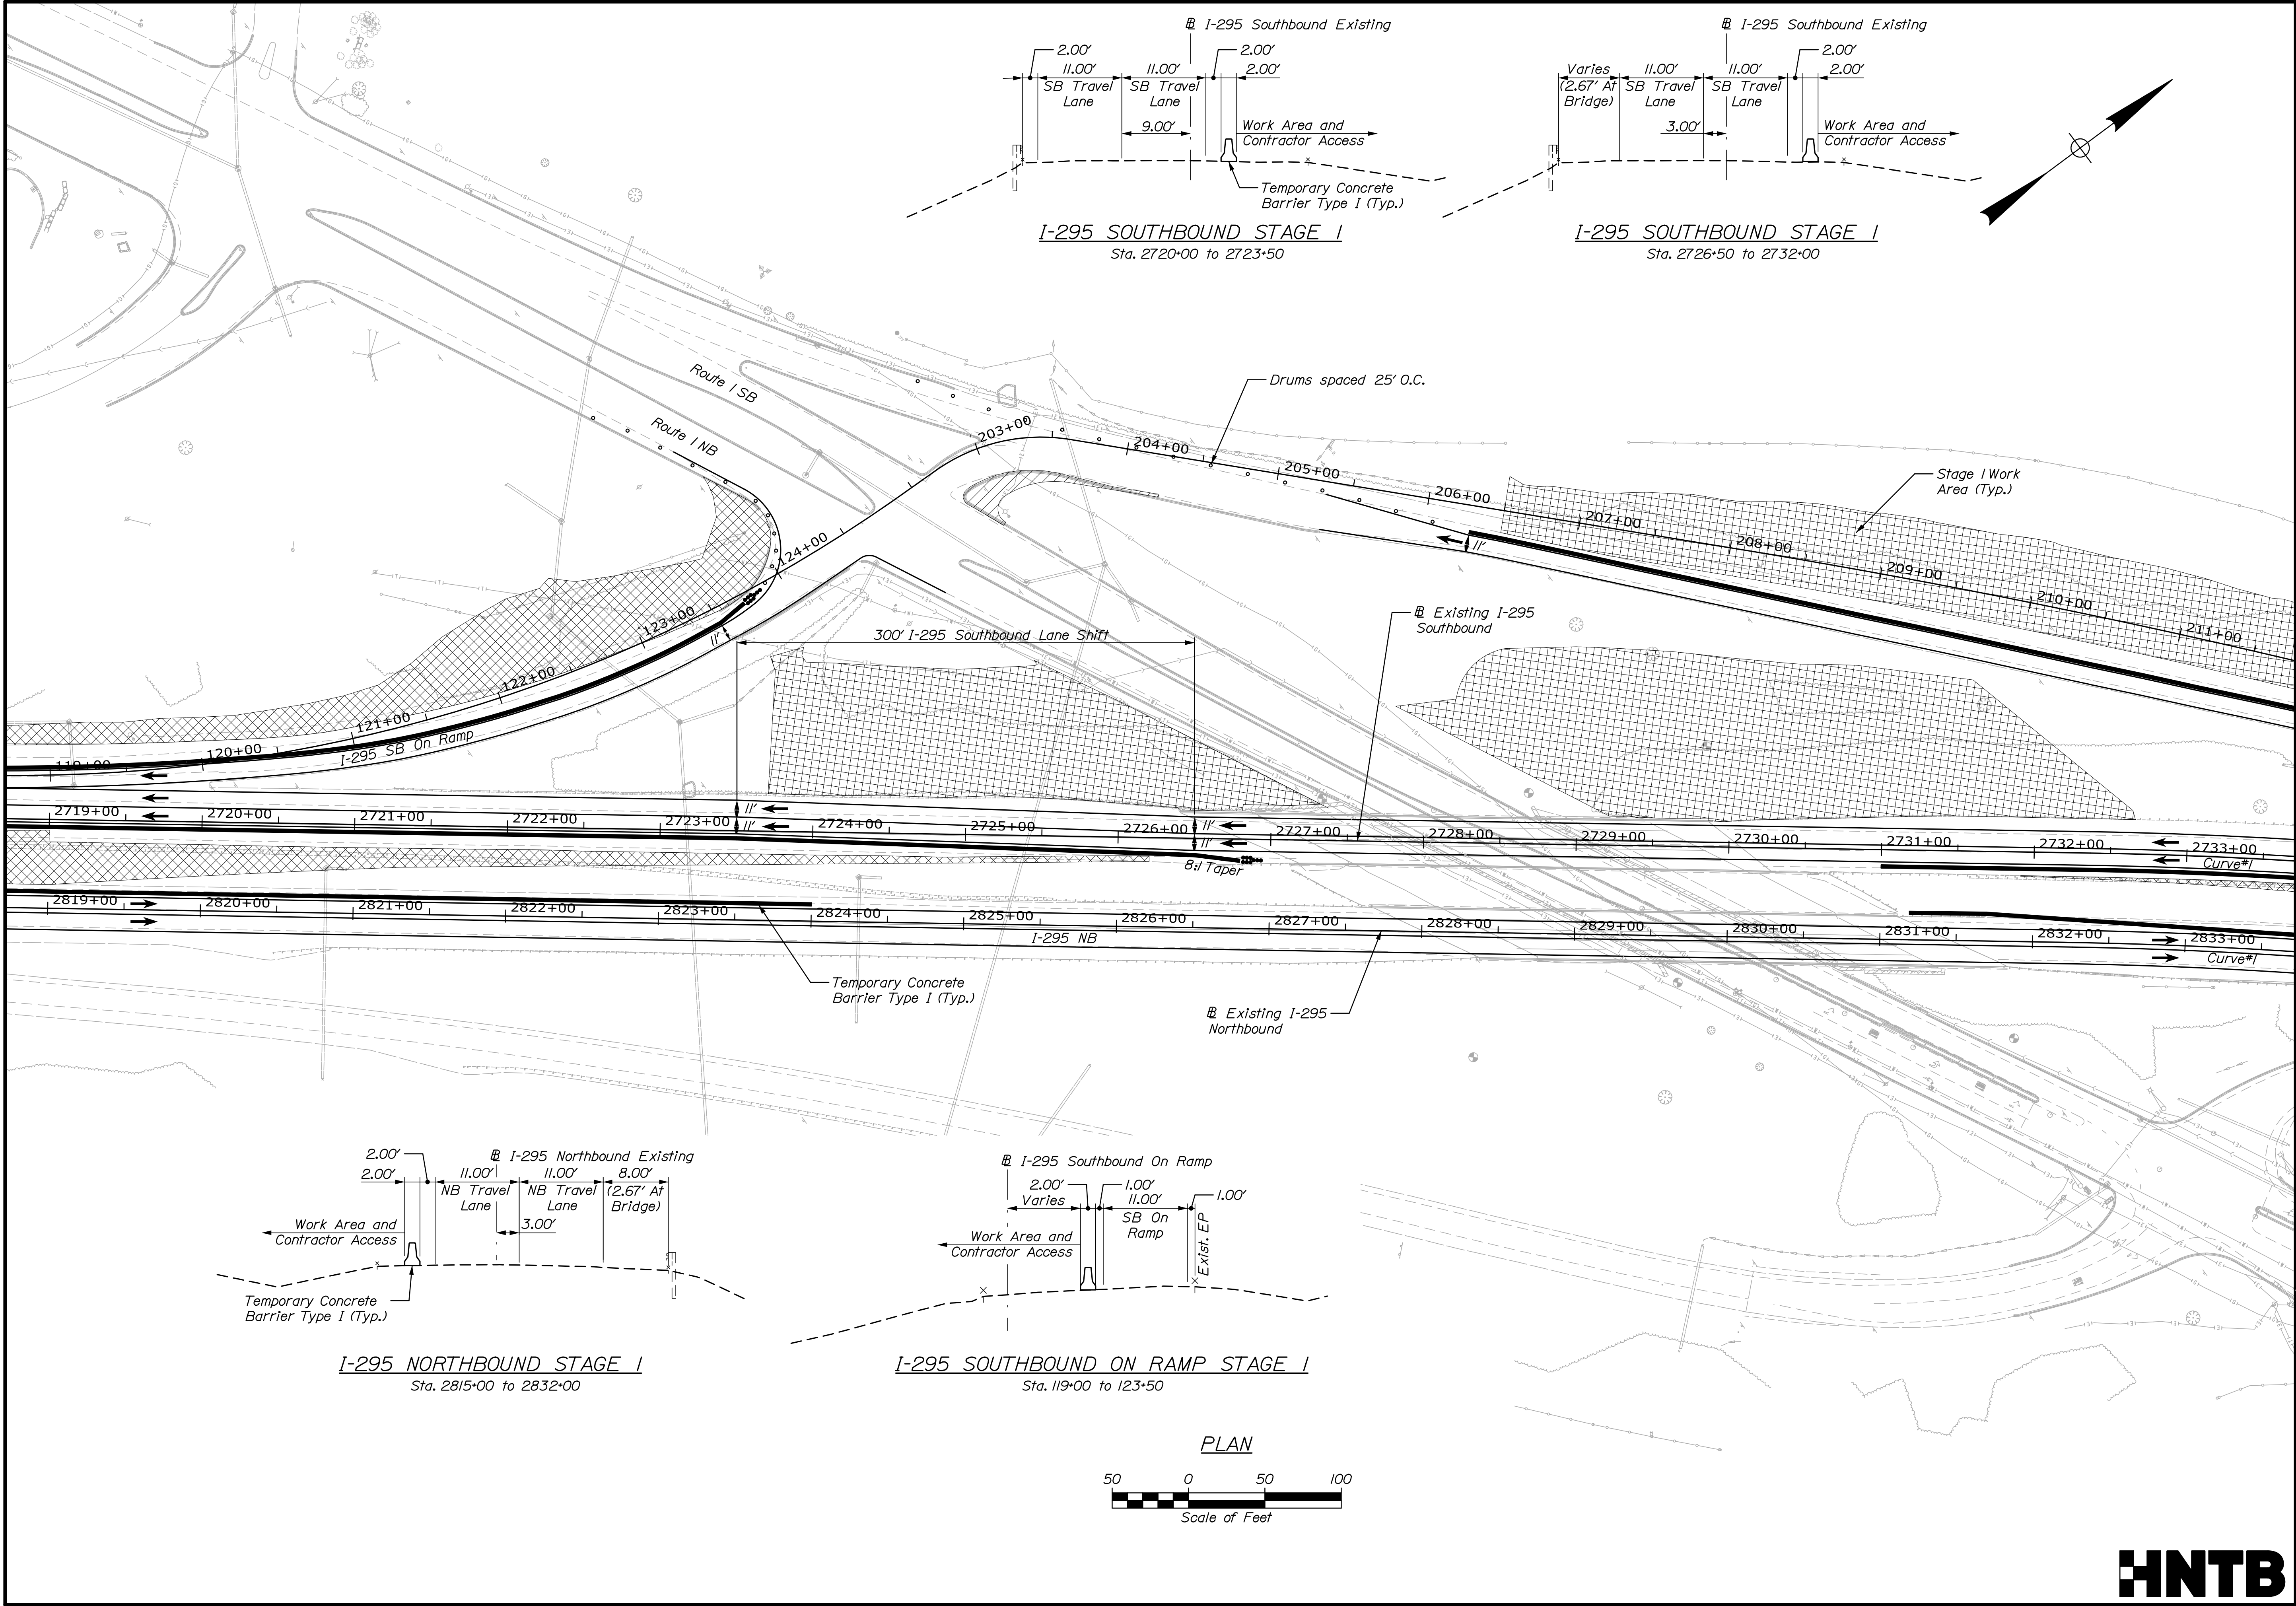 ℄ I-295 Southbound Existing
2.00'
2.00'
11.00'
11.00'
2.00'
SB Travel
Lane
SB Travel
Lane
9.00'
Work Area and
Contractor Access
Temporary Concrete
Barrier Type I (Typ.)
I-295 SOUTHBOUND STAGE 1
Sta. 2720+00 to 2723+50
℄ I-295 Southbound Existing
2.00'
Varies
(2.67' At
Bridge)
11.00'
11.00'
2.00'
SB Travel
Lane
SB Travel
Lane
3.00'
Work Area and
Contractor Access
I-295 SOUTHBOUND STAGE 1
Sta. 2726+50 to 2732+00
Route 1 SB
Route 1 NB
Drums spaced 25' O.C.
203+00
204+00
205+00
206+00
207+00
208+00
209+00
210+00
211+00
Stage 1 Work
Area (Typ.)
11'
124+00
123+00
122+00
121+00
120+00
119+00
11'
I-295 SB On Ramp
300' I-295 Southbound Lane Shift
℄ Existing I-295
Southbound
11'
11'
11'
11'
2719+00
2720+00
2721+00
2722+00
2723+00
2724+00
2725+00
2726+00
2727+00
2728+00
2729+00
2730+00
2731+00
2732+00
2733+00
Curve#1
8:1 Taper
2819+00
2820+00
2821+00
2822+00
2823+00
2824+00
2825+00
2826+00
2827+00
2828+00
2829+00
2830+00
2831+00
2832+00
2833+00
Curve#1
I-295 NB
Temporary Concrete
Barrier Type I (Typ.)
℄ Existing I-295
Northbound
℄ I-295 Northbound Existing
2.00'
2.00'
11.00'
11.00'
8.00'
NB Travel
Lane
NB Travel
Lane
(2.67' At
Bridge)
3.00'
Work Area and
Contractor Access
Temporary Concrete
Barrier Type I (Typ.)
I-295 NORTHBOUND STAGE 1
Sta. 2815+00 to 2832+00
℄ I-295 Southbound On Ramp
2.00'
1.00'
Varies
11.00'
1.00'
SB On
Ramp
Exist. EP
Work Area and
Contractor Access
I-295 SOUTHBOUND ON RAMP STAGE 1
Sta. 119+00 to 123+50
PLAN
50 0 50 100
Scale of Feet
HNTB